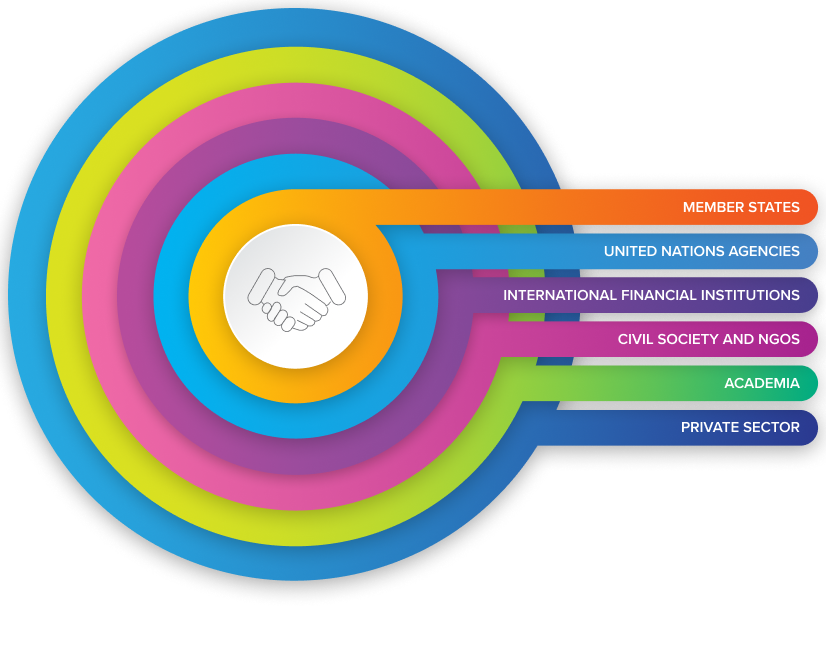 MEMBER STATES
UNITED NATIONS AGENCIES
INTERNATIONAL FINANCIAL INSTITUTIONS
CIVIL SOCIETY AND NGOS
ACADEMIA
PRIVATE SECTOR